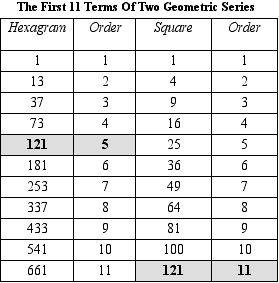 The First 11 Terms Of Two Geometric Series
Hexagram Order Square Order
1 1 1 1
13 2 4 2
37 3 9 3
73 4 16 4
121 5 25 5
181 6 36 6
253 7 49 7
337 8 64 8
433 9 81 9
541 10 100 10
661 11 121 11